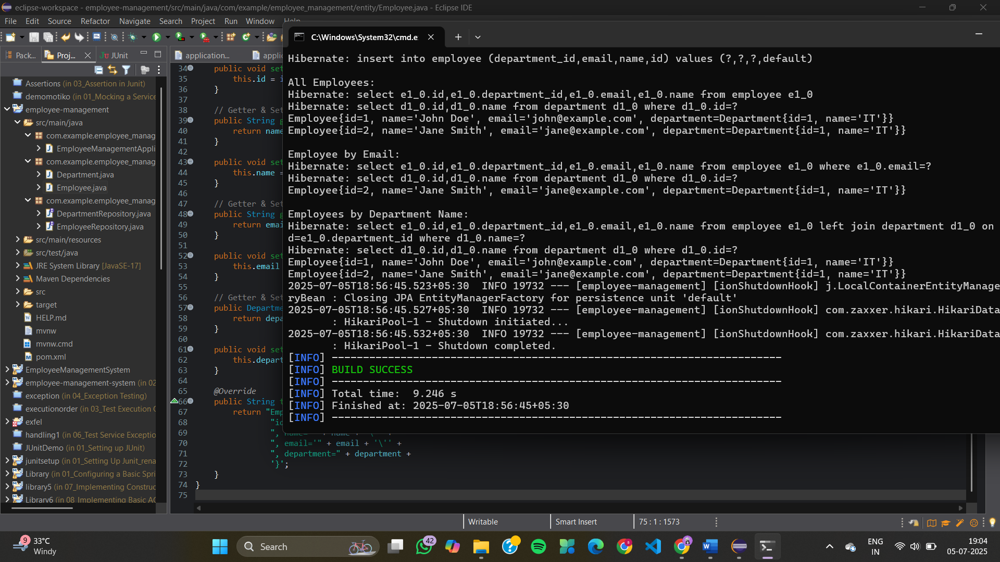 eclipse-workspace - employee-management/src/main/java/com/example/employee_management/entity/Employee.java - Eclipse IDE
File Edit Source Refactor Navigate Search Project Run Window Help
C:\Windows\System32\cmd.e
Pack...
Proj...
JUnit
application...
Assertions (in 03_Assertion in Junit)
demomotiko (in 01_Mocking a Service
employee-management
src/main/java
com.example.employee_manag
EmployeeManagementAppli
com.example.employee_manag
Department.java
Employee.java
com.example.employee_manag
DepartmentRepository.java
EmployeeRepository.java
src/main/resources
src/test/java
JRE System Library [JavaSE-17]
Maven Dependencies
src
target
HELP.md
mvnw
mvnw.cmd
pom.xml
EmployeeManagementSystem
employee-management-system (in 02
exception (in 04_Exception Testing)
executionorder (in 03_Test Execution
exfel
handling1 (in 06_Test Service Exceptio
JUnitDemo (in 01_Setting up JUnit)
junitsetup (in 01_Setting Up Junit_rena
Library (in 01_Configuring a Basic Spri
library5 (in 07_Implementing Construc
Library6 (in 08_Implementing Basic AO
34 public void set
35 this.id = i
36 }
37
38 // Getter & Set
39 public String g
40 return name
41 }
42
43 public void set
44 this.name =
45 }
46
47 // Getter & Set
48 public String g
49 return emai
50 }
51
52 public void set
53 this.email
54 }
55
56 // Getter & Set
57 public Departme
58 return depa
59 }
60
61 public void set
62 this.depart
63 }
64
65 @Override
66 public String t
67 return "Emp
68 "id
69 ", name='" + name + '\'' +
70 ", email='" + email + '\'' +
71 ", department=" + department +
72 '}';
73 }
74 }
75
Hibernate: insert into employee (department_id,email,name,id) values (?,?,?,default)
All Employees:
Hibernate: select e1_0.id,e1_0.department_id,e1_0.email,e1_0.name from employee e1_0
Hibernate: select d1_0.id,d1_0.name from department d1_0 where d1_0.id=?
Employee{id=1, name='John Doe', email='john@example.com', department=Department{id=1, name='IT'}}
Employee{id=2, name='Jane Smith', email='jane@example.com', department=Department{id=1, name='IT'}}
Employee by Email:
Hibernate: select e1_0.id,e1_0.department_id,e1_0.email,e1_0.name from employee e1_0 where e1_0.email=?
Hibernate: select d1_0.id,d1_0.name from department d1_0 where d1_0.id=?
Employee{id=2, name='Jane Smith', email='jane@example.com', department=Department{id=1, name='IT'}}
Employees by Department Name:
Hibernate: select e1_0.id,e1_0.department_id,e1_0.email,e1_0.name from employee e1_0 left join department d1_0 on
d=e1_0.department_id where d1_0.name=?
Hibernate: select d1_0.id,d1_0.name from department d1_0 where d1_0.id=?
Employee{id=1, name='John Doe', email='john@example.com', department=Department{id=1, name='IT'}}
Employee{id=2, name='Jane Smith', email='jane@example.com', department=Department{id=1, name='IT'}}
2025-07-05T18:56:45.523+05:30 INFO 19732 --- [employee-management] [ionShutdownHook] j.LocalContainerEntityManage
ryBean : Closing JPA EntityManagerFactory for persistence unit 'default'
2025-07-05T18:56:45.527+05:30 INFO 19732 --- [employee-management] [ionShutdownHook] com.zaxxer.hikari.HikariData
: HikariPool-1 - Shutdown initiated...
2025-07-05T18:56:45.532+05:30 INFO 19732 --- [employee-management] [ionShutdownHook] com.zaxxer.hikari.HikariData
: HikariPool-1 - Shutdown completed.
[INFO] ------------------------------------------------------------------------
[INFO] BUILD SUCCESS
[INFO] ------------------------------------------------------------------------
[INFO] Total time:  9.246 s
[INFO] Finished at: 2025-07-05T18:56:45+05:30
[INFO] ------------------------------------------------------------------------
Writable
Smart Insert
75 : 1 : 1573
9
33°C
Windy
Search
42
8
ENG
IN
19:04
05-07-2025